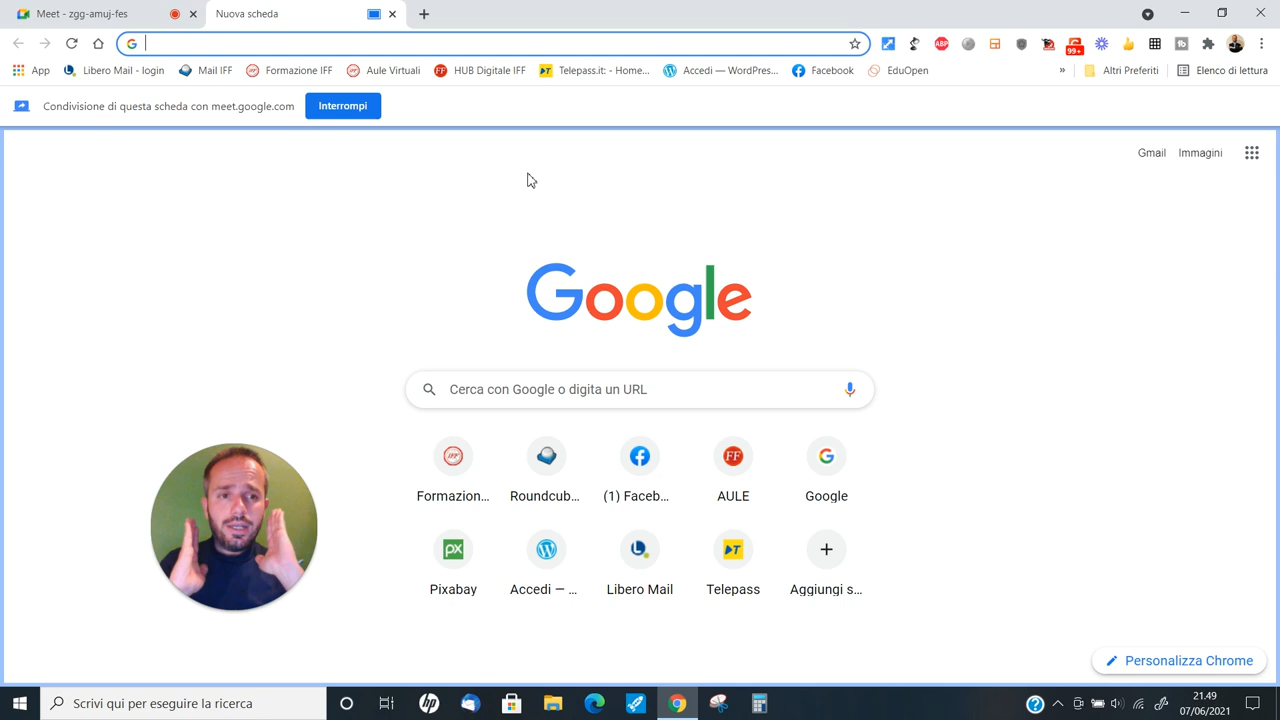 Meet - zgg-amuj-fes
Nuova scheda
App
Libero Mail - login
Mail IFF
Formazione IFF
Aule Virtuali
HUB Digitale IFF
Telepass.it: - Home...
Accedi — WordPres...
Facebook
EduOpen
Altri Preferiti
Elenco di lettura
Condivisione di questa scheda con meet.google.com
Interrompi
Gmail
Immagini
Google
Cerca con Google o digita un URL
Formazion...
Roundcub...
(1) Faceb...
AULE
Google
Pixabay
Accedi — ...
Libero Mail
Telepass
Aggiungi s...
Personalizza Chrome
Scrivi qui per eseguire la ricerca
21.49
07/06/2021